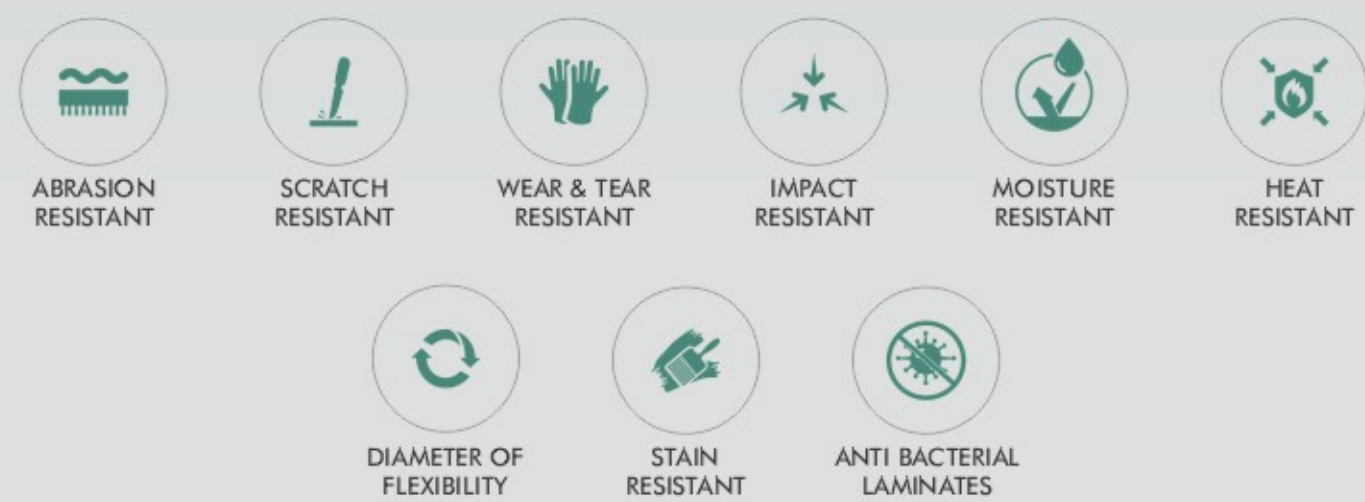 ABRASION
RESISTANT
SCRATCH
RESISTANT
WEAR & TEAR
RESISTANT
IMPACT
RESISTANT
MOISTURE
RESISTANT
HEAT
RESISTANT
DIAMETER OF
FLEXIBILITY
STAIN
RESISTANT
ANTI BACTERIAL
LAMINATES